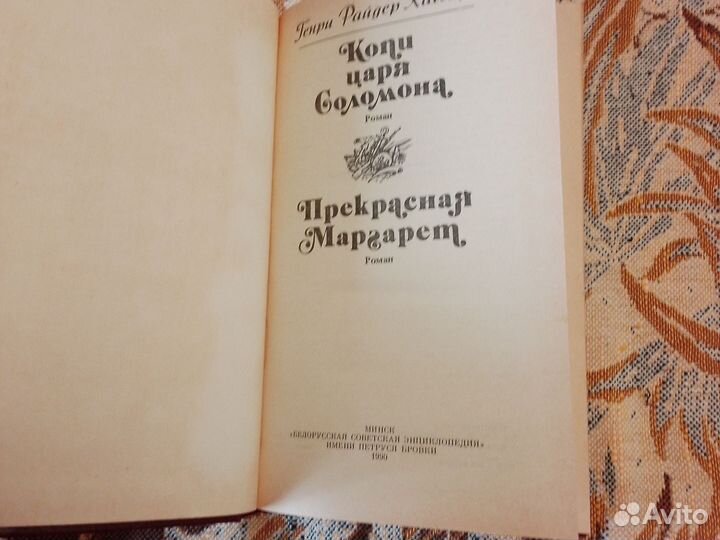 Генри Райдер
Копи
царя
Соломона
Роман
Прекрасная
Маргарет
Роман
МИНСК
«БЕЛОРУССКАЯ СОВЕТСКАЯ ЭНЦИКЛОПЕДИЯ»
ИМЕНИ ПЕТРУСЯ БРОВКИ
1990
Avito